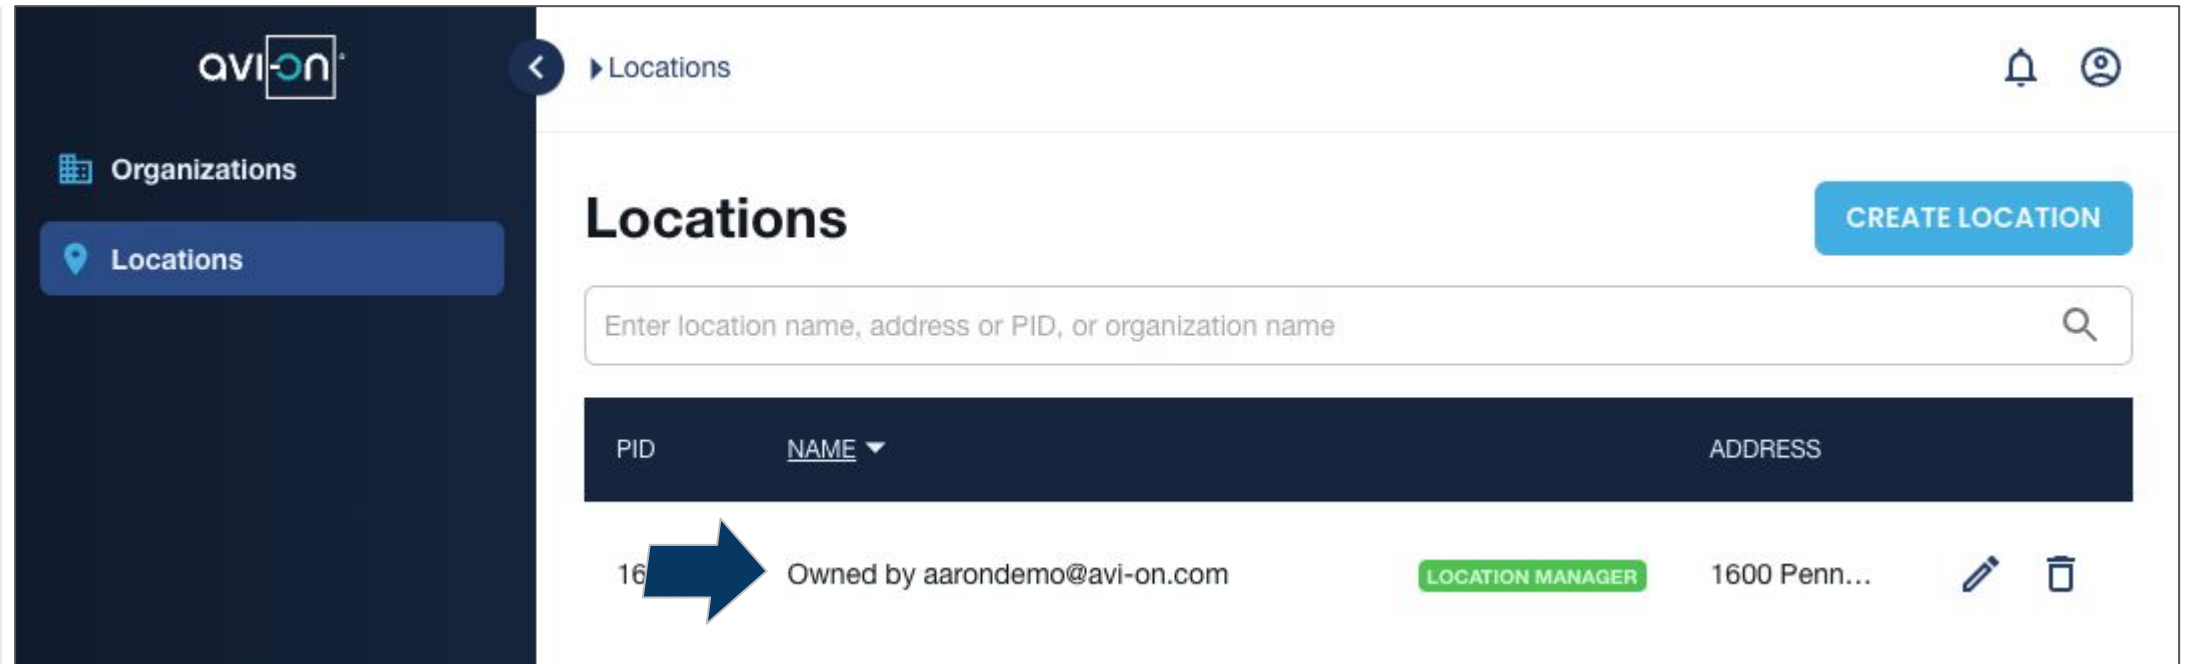 avi-on
Locations
Organizations
Locations
Locations
CREATE LOCATION
Enter location name, address or PID, or organization name
PID NAME ADDRESS
16 Owned by aarondemo@avi-on.com LOCATION MANAGER 1600 Penn...